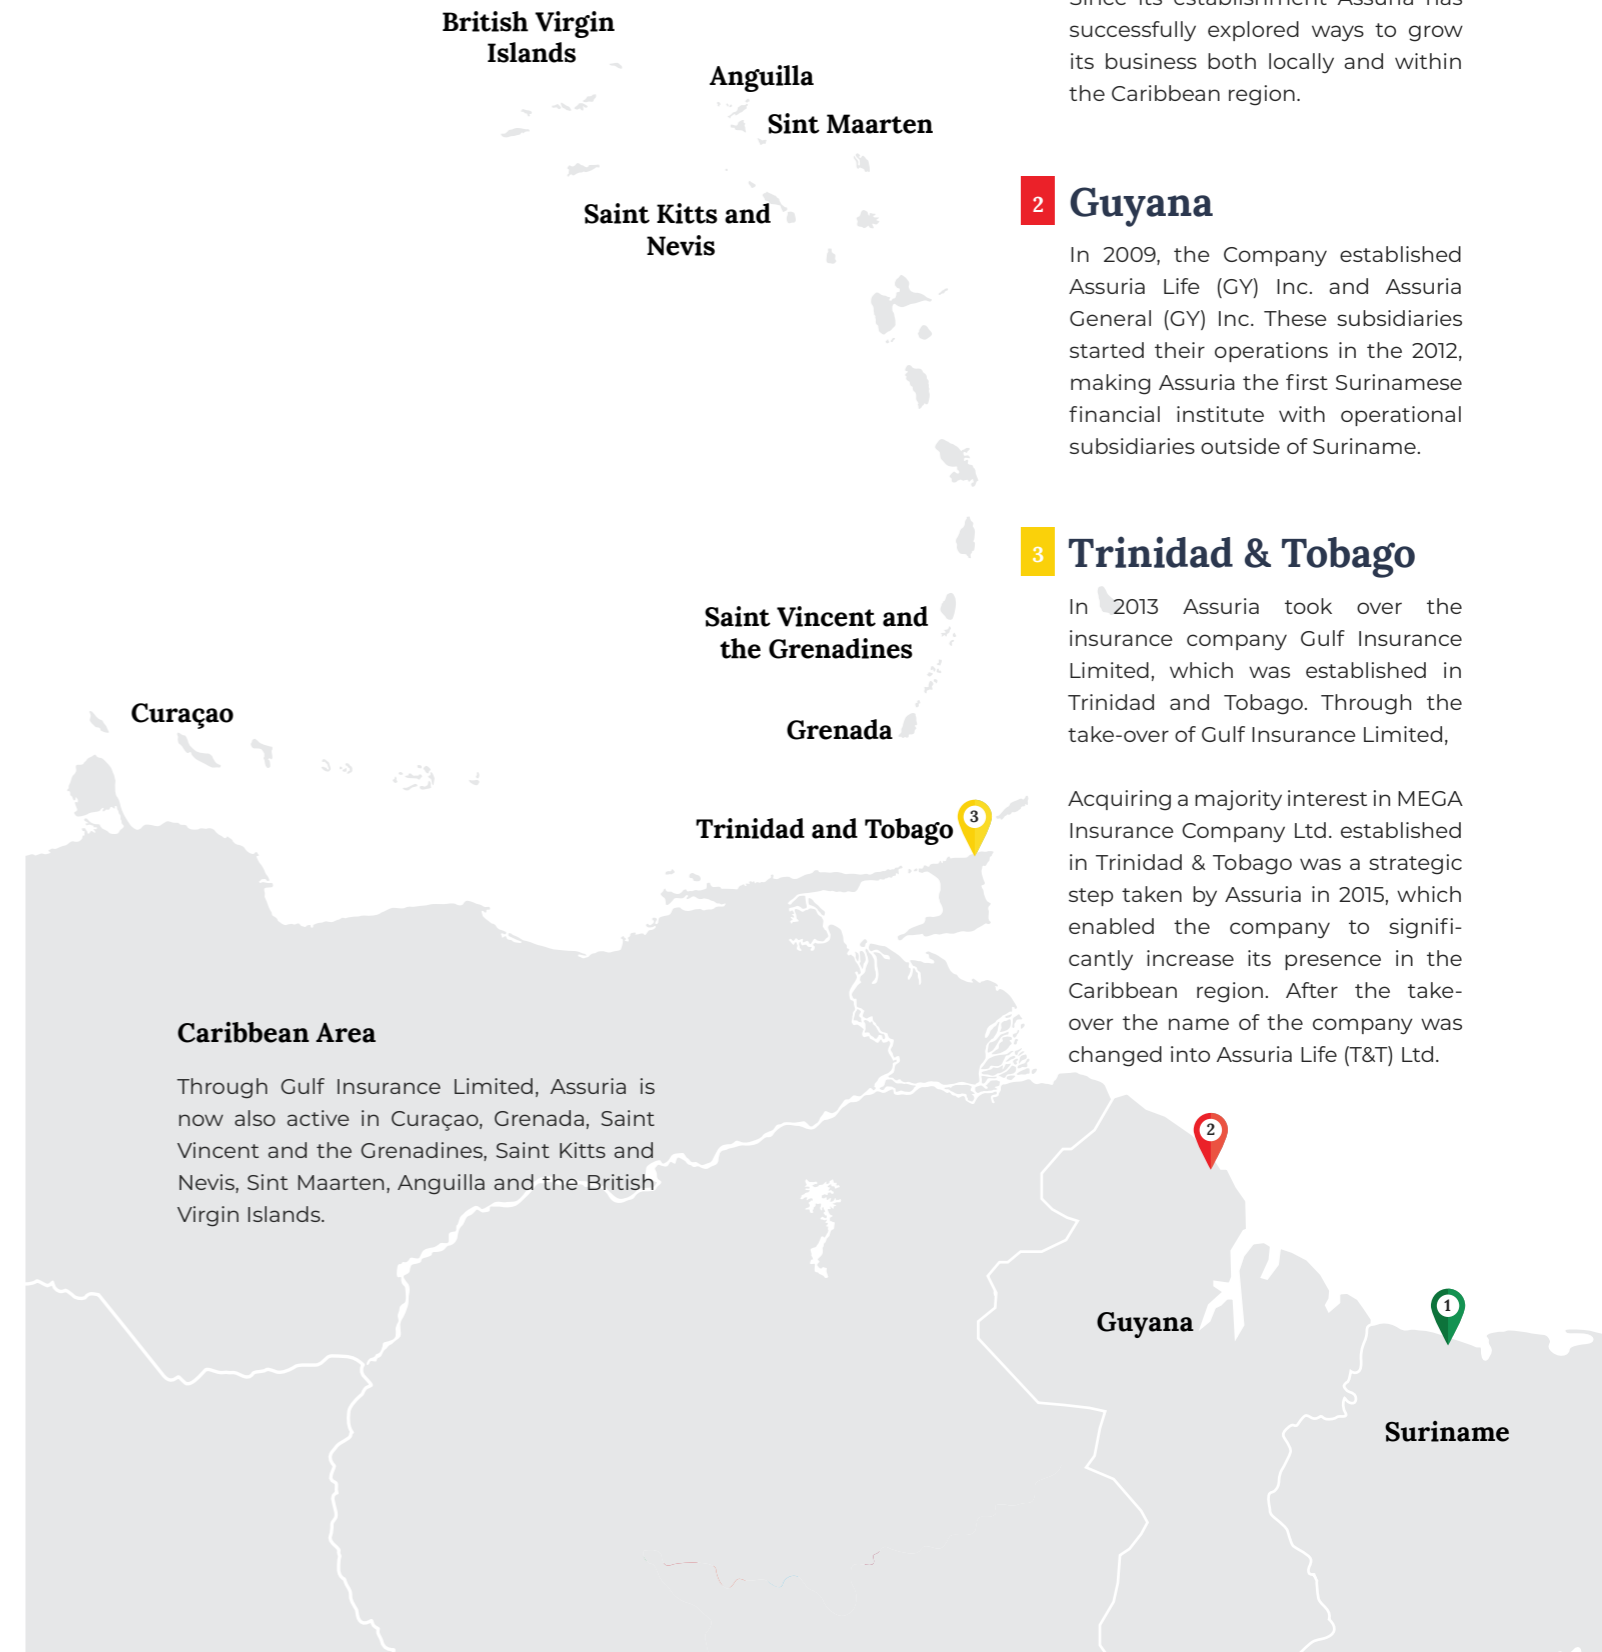 British Virgin
Islands
Anguilla
Sint Maarten
Saint Kitts and
Nevis
Saint Vincent and
the Grenadines
Curaçao
Grenada
Trinidad and Tobago
3
Caribbean Area
Through Gulf Insurance Limited, Assuria is
now also active in Curaçao, Grenada, Saint
Vincent and the Grenadines, Saint Kitts and
Nevis, Sint Maarten, Anguilla and the British
Virgin Islands.
2
Guyana
1
Suriname
Since its establishment Assuria has
successfully explored ways to grow
its business both locally and within
the Caribbean region.
2 Guyana
In 2009, the Company established
Assuria Life (GY) Inc. and Assuria
General (GY) Inc. These subsidiaries
started their operations in the 2012,
making Assuria the first Surinamese
financial institute with operational
subsidiaries outside of Suriname.
3 Trinidad & Tobago
In 2013 Assuria took over the
insurance company Gulf Insurance
Limited, which was established in
Trinidad and Tobago. Through the
take-over of Gulf Insurance Limited,
Acquiring a majority interest in MEGA
Insurance Company Ltd. established
in Trinidad & Tobago was a strategic
step taken by Assuria in 2015, which
enabled the company to signifi-
cantly increase its presence in the
Caribbean region. After the take-
over the name of the company was
changed into Assuria Life (T&T) Ltd.